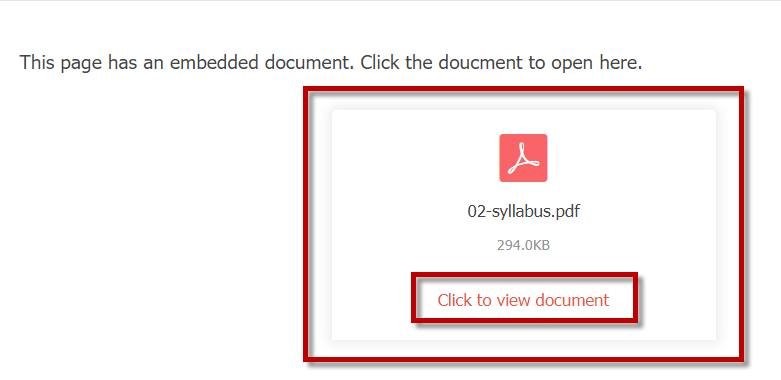 This page has an embedded document. Click the doucment to open here.
02-syllabus.pdf
294.0KB
Click to view document